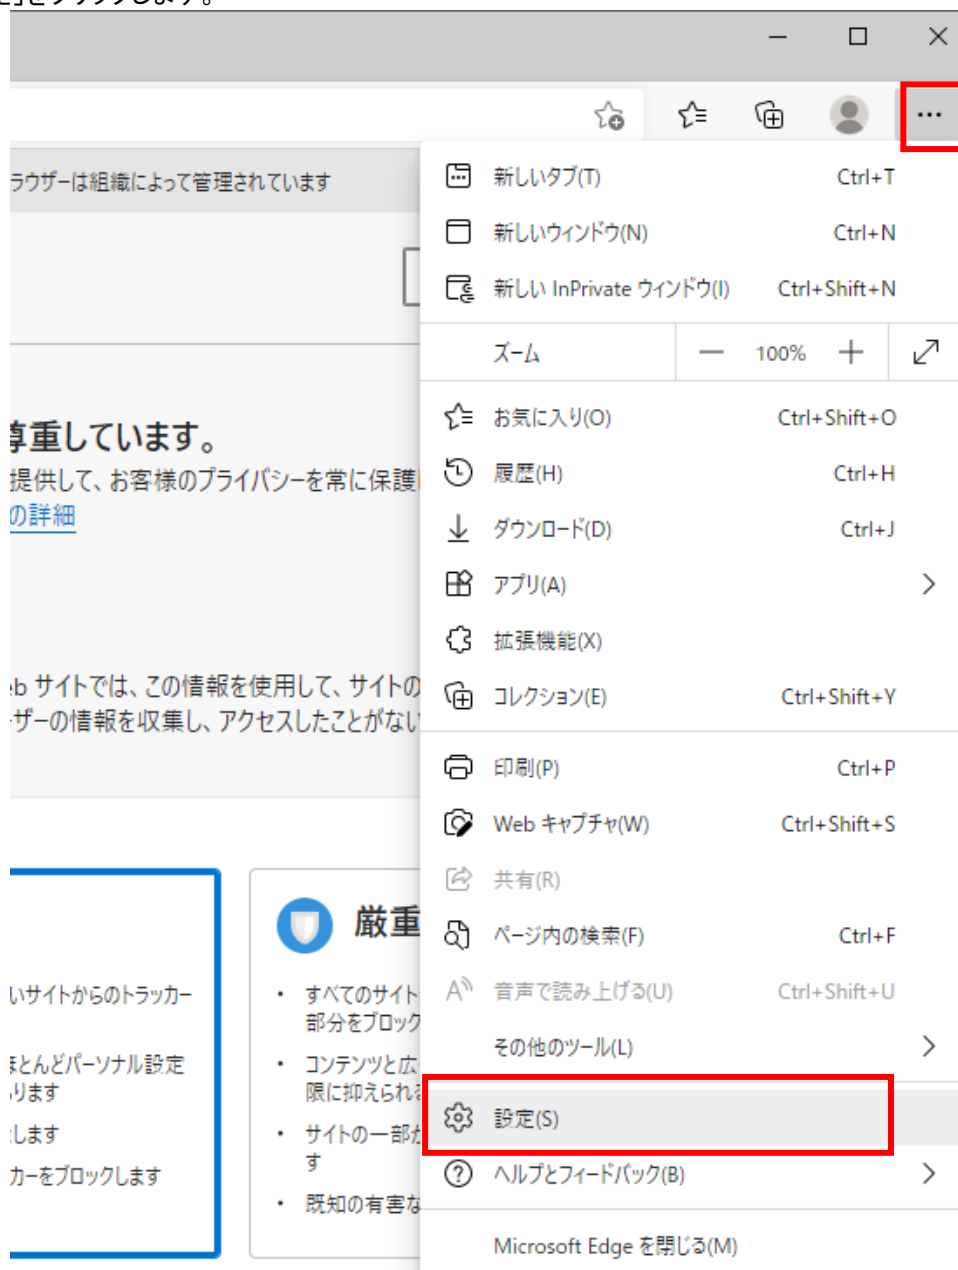 ]をクリックします。
ラウザーは組織によって管理されています
新しいタブ(T) Ctrl+T
新しいウィンドウ(N) Ctrl+N
新しい InPrivate ウィンドウ(I) Ctrl+Shift+N
ズーム 100%
お気に入り(O) Ctrl+Shift+O
履歴(H) Ctrl+H
ダウンロード(D) Ctrl+J
アプリ(A)
拡張機能(X)
コレクション(E) Ctrl+Shift+Y
印刷(P) Ctrl+P
Web キャプチャ(W) Ctrl+Shift+S
共有(R)
ページ内の検索(F) Ctrl+F
音声で読み上げる(U) Ctrl+Shift+U
その他のツール(L)
設定(S)
ヘルプとフィードバック(B)
Microsoft Edge を閉じる(M)
尊重しています。
提供して、お客様のプライバシーを常に保護
の詳細
eb サイトでは、この情報を使用して、サイトの
ザーの情報を収集し、アクセスしたことがない
いサイトからのトラッカー
ほとんどパーソナル設定
ります
します
カーをブロックします
厳重
・ すべてのサイト
部分をブロック
・ コンテンツと広
限に抑えられ
・ サイトの一部が
す
・ 既知の有害な